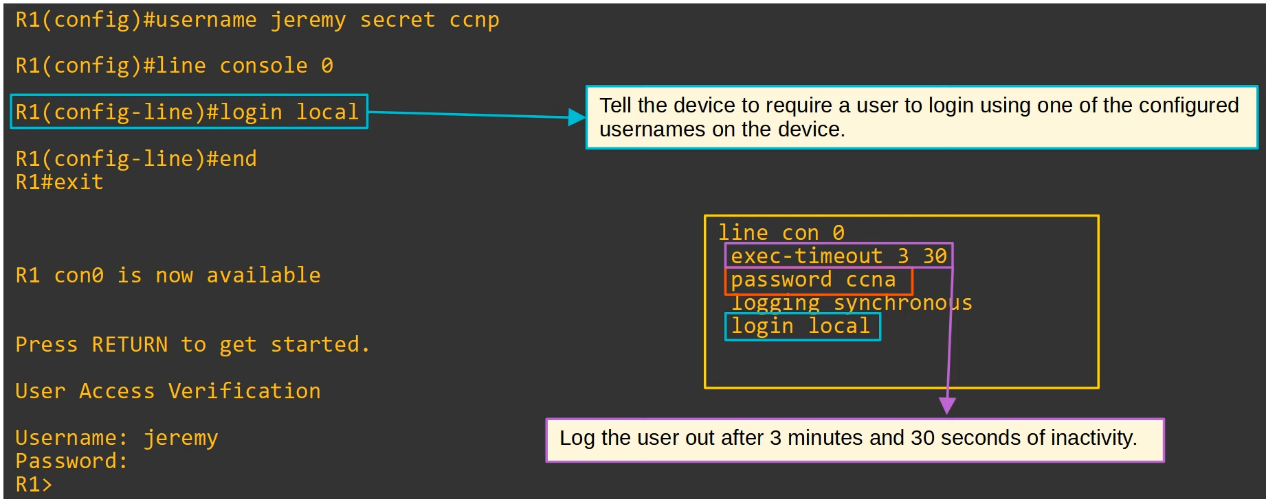 R1(config)#username jeremy secret ccnp
R1(config)#line console 0
R1(config-line)#login local
Tell the device to require a user to login using one of the configured
usernames on the device.
R1(config-line)#end
R1#exit
line con 0
exec-timeout 3 30
password ccna
logging synchronous
login local
R1 con0 is now available
Press RETURN to get started.
User Access Verification
Log the user out after 3 minutes and 30 seconds of inactivity.
Username: jeremy
Password:
R1>